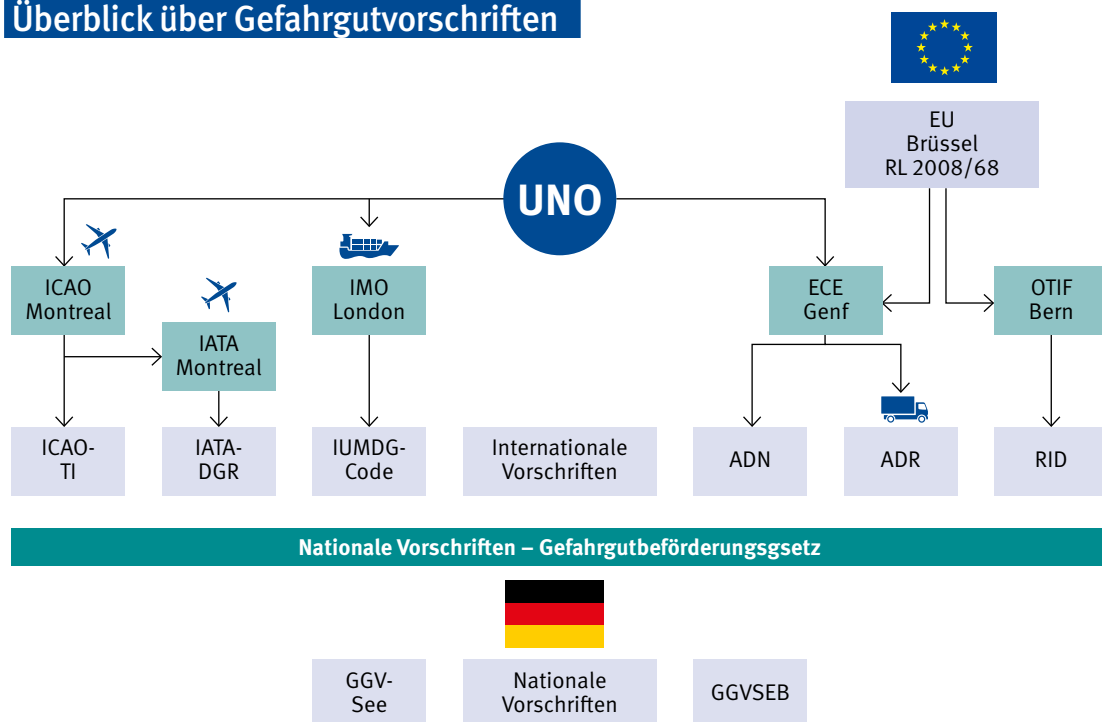 Überblick über Gefahrgutvorschriften
EU
Brüssel
RL 2008/68
UNO
ICAO
Montreal
IATA
Montreal
IMO
London
ECE
Genf
OTIF
Bern
ICAO-
TI
IATA-
DGR
IUMDG-
Code
Internationale
Vorschriften
ADN
ADR
RID
Nationale Vorschriften – Gefahrgutbeförderungsgsetz
GGV-
See
Nationale
Vorschriften
GGVSEB